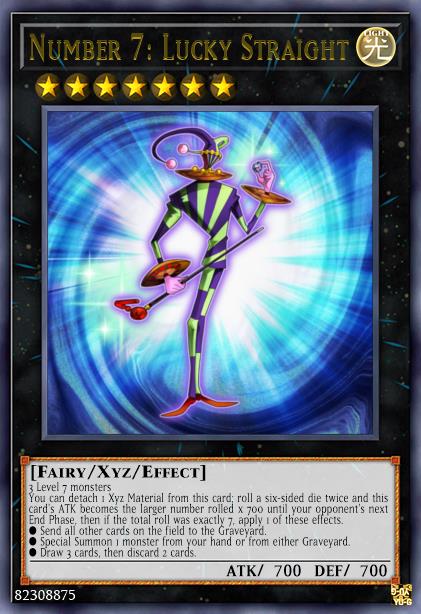 Number 7: Lucky Straight
LIGHT
光
[Fairy/Xyz/Effect]
3 Level 7 monsters
You can detach 1 Xyz Material from this card; roll a six-sided die twice and this
card's ATK becomes the larger number rolled x 700 until your opponent's next
End Phase, then if the total roll was exactly 7, apply 1 of these effects.
● Send all other cards on the field to the Graveyard.
● Special Summon 1 monster from your hand or from either Graveyard.
● Draw 3 cards, then discard 2 cards.
ATK/ 700 DEF/ 700
82308875